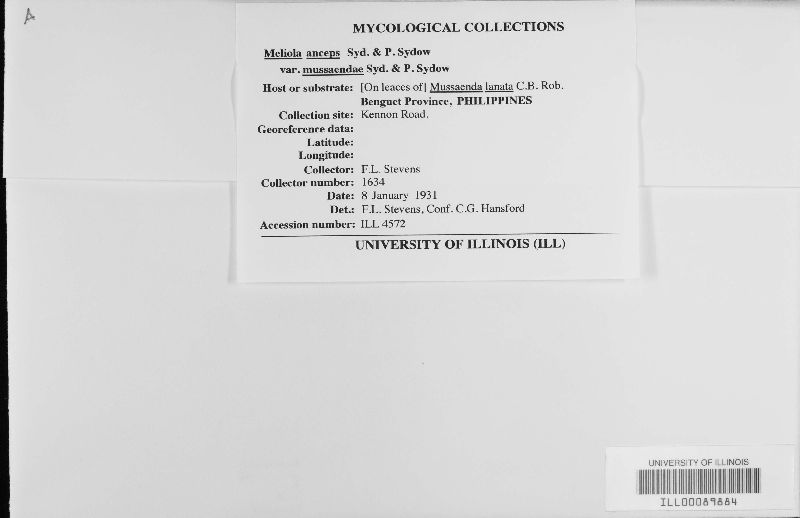 A
MYCOLOGICAL COLLECTIONS
Meliola anceps Syd. & P. Sydow
var. mussaendae Syd. & P. Sydow
Host or substrate: [On leaces of] Mussaenda lanata C.B. Rob.
Benguet Province, PHILIPPINES
Collection site: Kennon Road.
Georeference data:
Latitude:
Longitude:
Collector: F.L. Stevens
Collector number: 1634
Date: 8 January 1931
Det.: F.L. Stevens, Conf. C.G. Hansford
Accession number: ILL 4572
UNIVERSITY OF ILLINOIS (ILL)
UNIVERSITY OF ILLINOIS
ILL00089884